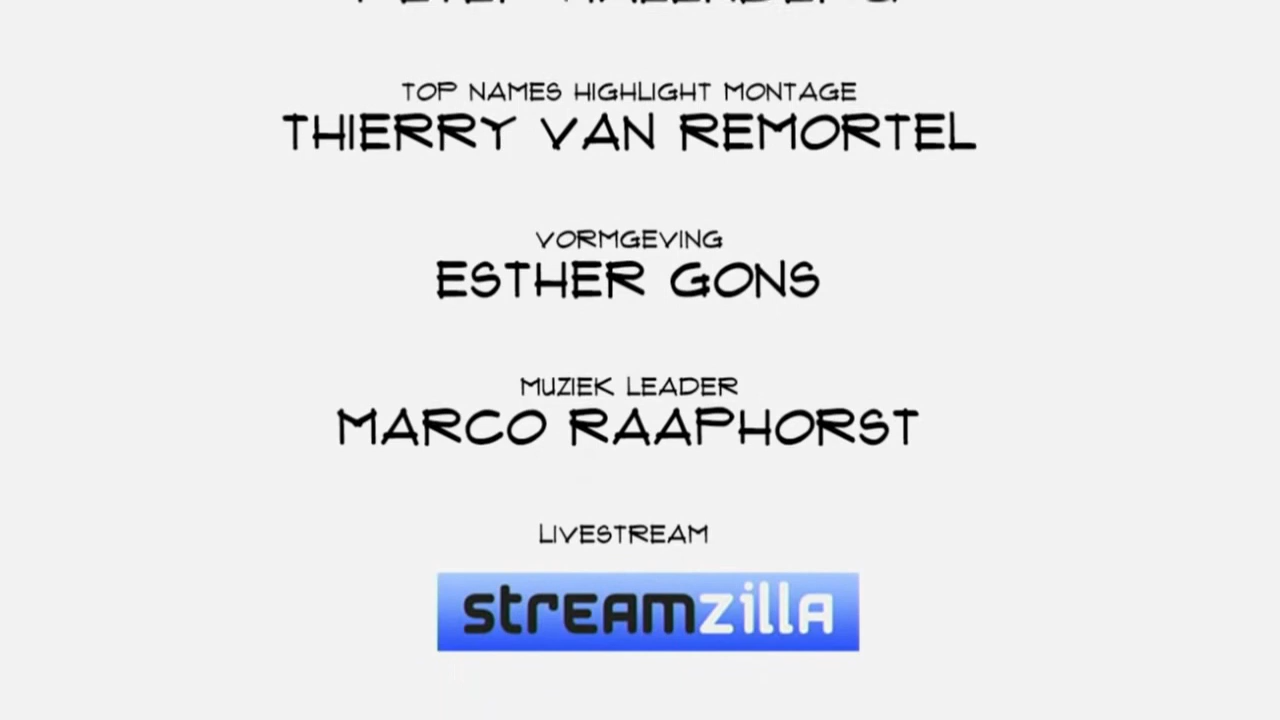 TOP NAMES HIGHLIGHT MONTAGE
THIERRY VAN REMORTEL
VORMGEVING
ESTHER GONS
MUZIEK LEADER
MARCO RAAPHORST
LIVESTREAM
streamzilla